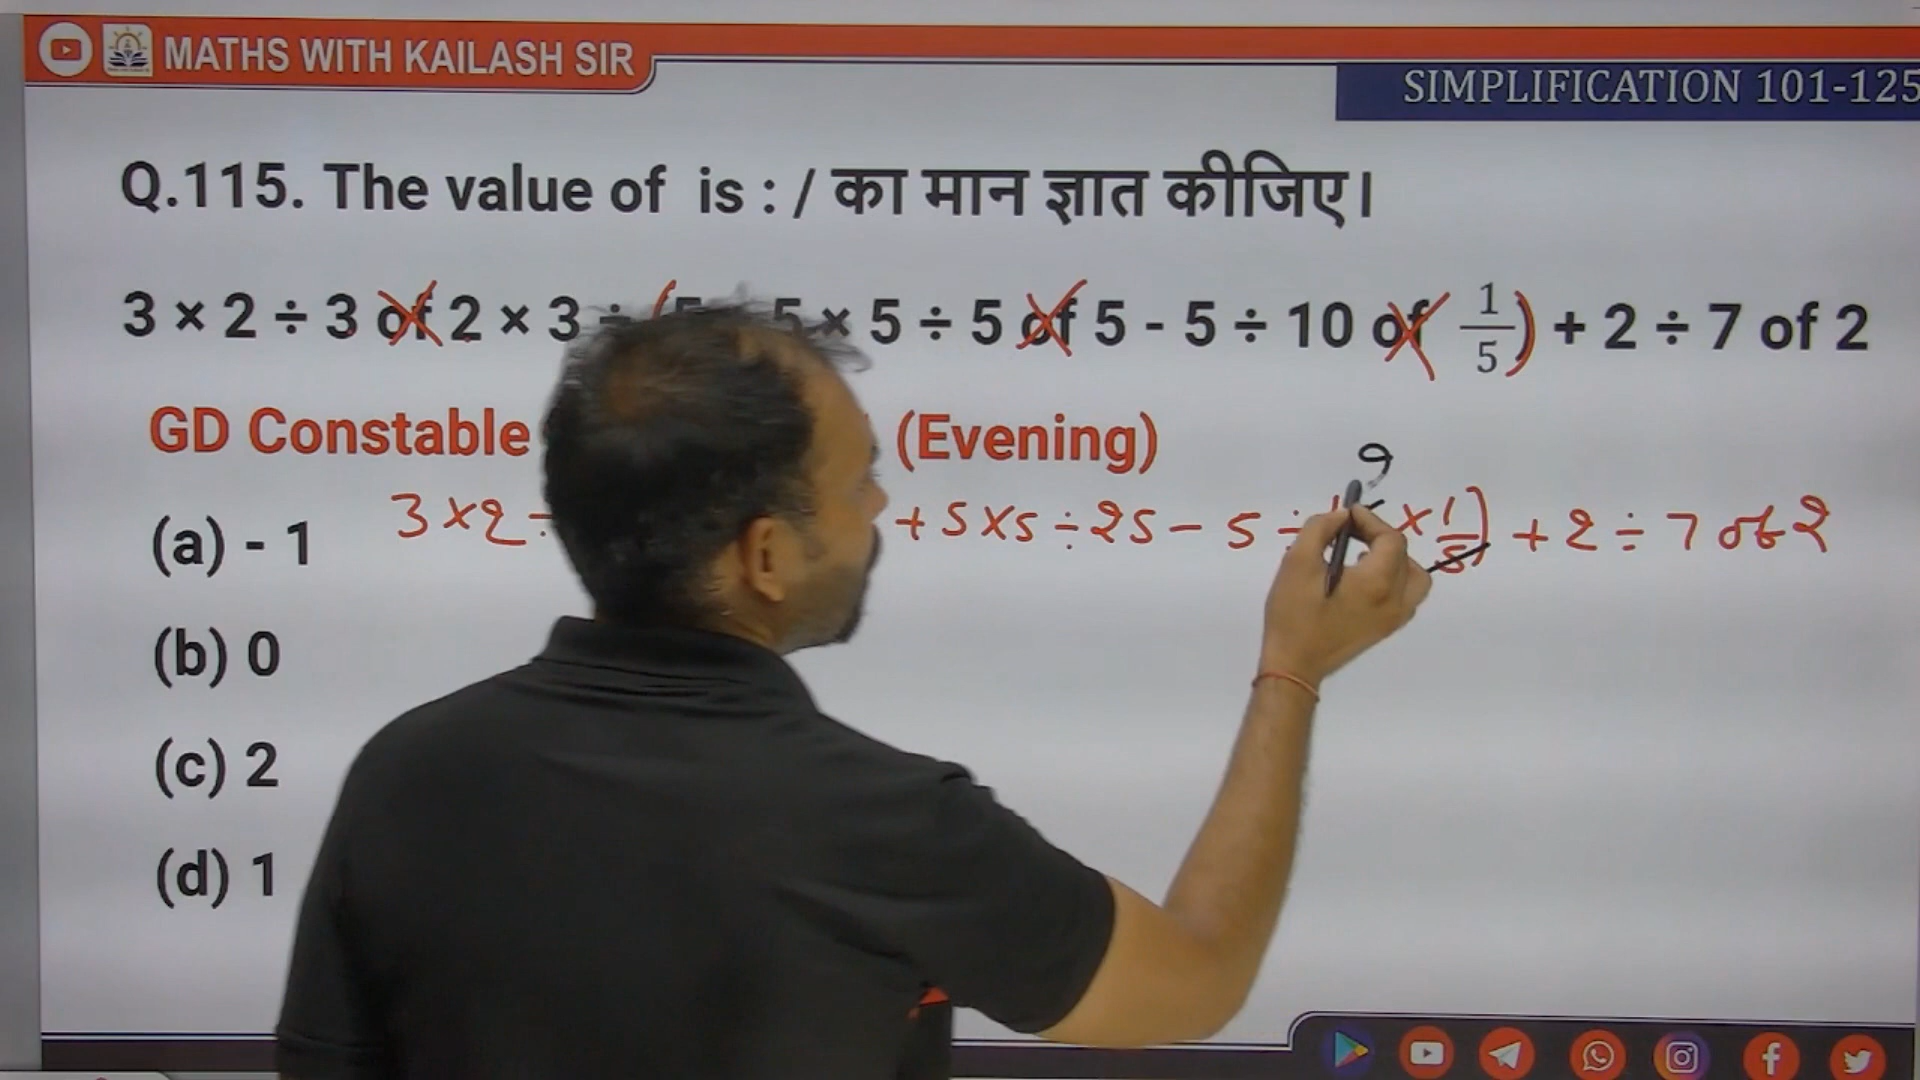 MATHS WITH KAILASH SIR
SIMPLIFICATION 101-125
Q.115. The value of is : / का मान ज्ञात कीजिए।
3 × 2 ÷ 3 of 2 × 3 ÷ (5 5 × 5 ÷ 5 of 5 - 5 ÷ 10 of 1/5) + 2 ÷ 7 of 2
GD Constable (Evening)
3 × 2 ÷ + 5 × 5 ÷ 25 - 5 ÷ × 1/5) + 2 ÷ 7 of 2
(a) - 1
(b) 0
(c) 2
(d) 1